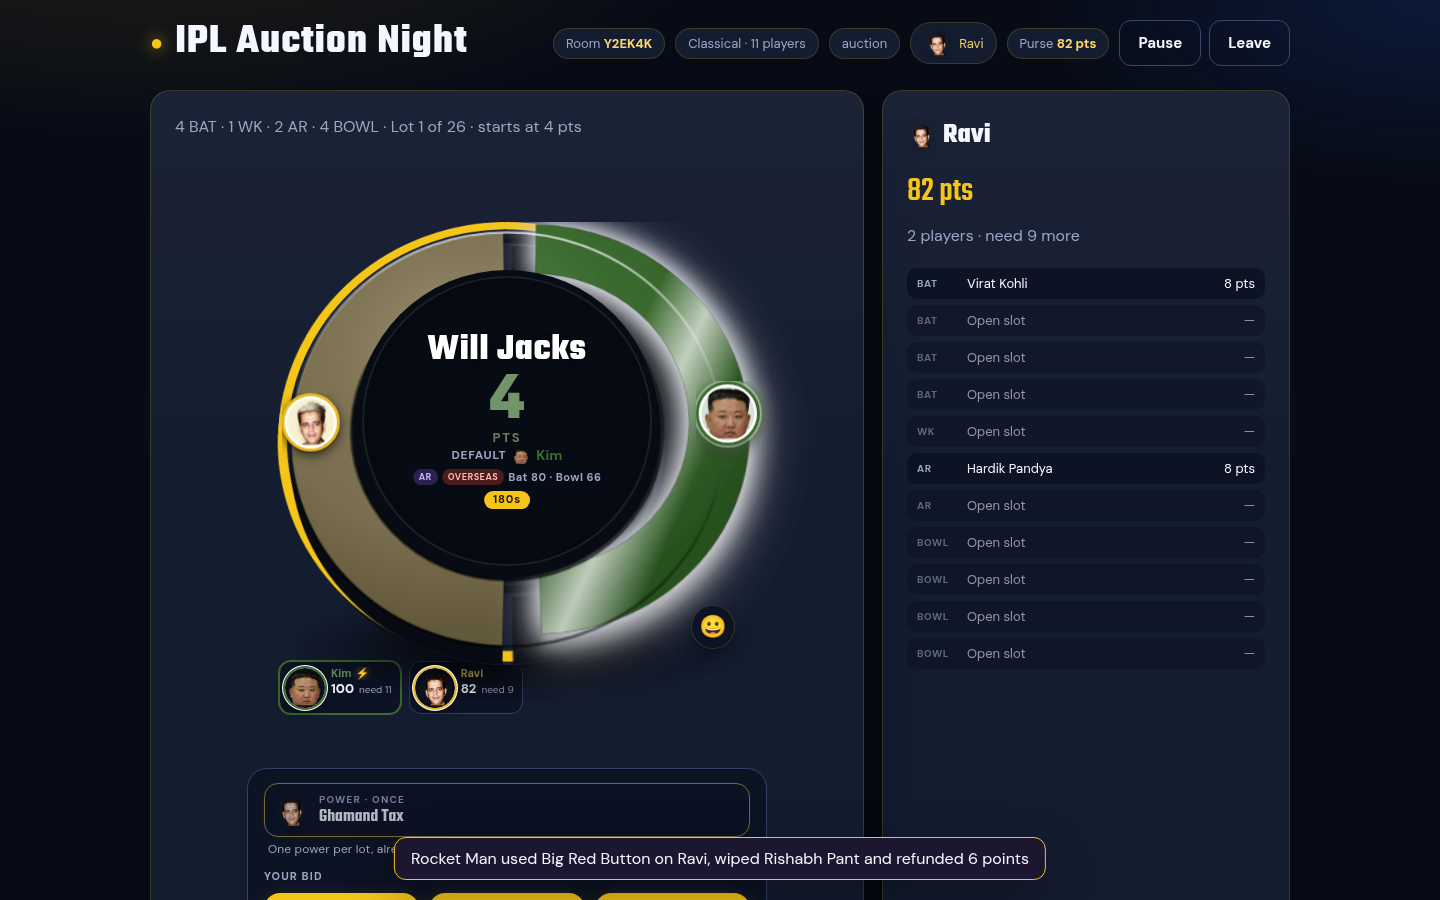 IPL Auction Night
Room Y2EK4K
Classical · 11 players
auction
Ravi
Purse 82 pts
Pause
Leave
4 BAT · 1 WK · 2 AR · 4 BOWL · Lot 1 of 26 · starts at 4 pts
Will Jacks
4
PTS
DEFAULT Kim
AR OVERSEAS Bat 80 · Bowl 66
180s
Kim ⚡
100 need 11
Ravi
82 need 9
POWER · ONCE
Ghamand Tax
One power per lot, alre
YOUR BID
Rocket Man used Big Red Button on Ravi, wiped Rishabh Pant and refunded 6 points
Ravi
82 pts
2 players · need 9 more
BAT Virat Kohli 8 pts
BAT Open slot —
BAT Open slot —
BAT Open slot —
WK Open slot —
AR Hardik Pandya 8 pts
AR Open slot —
BOWL Open slot —
BOWL Open slot —
BOWL Open slot —
BOWL Open slot —